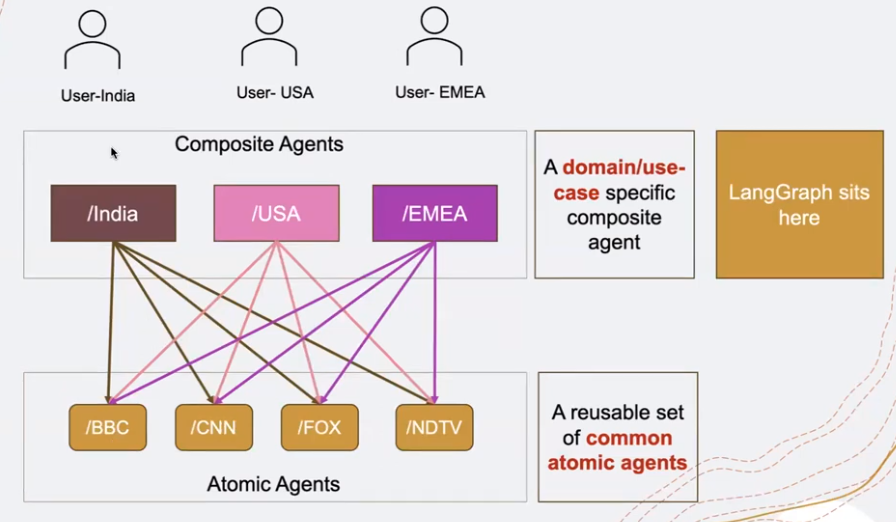 User-India
User- USA
User- EMEA
Composite Agents
/India
/USA
/EMEA
A domain/use-
case specific
composite
agent
LangGraph sits
here
/BBC
/CNN
/FOX
/NDTV
Atomic Agents
A reusable set
of common
atomic agents